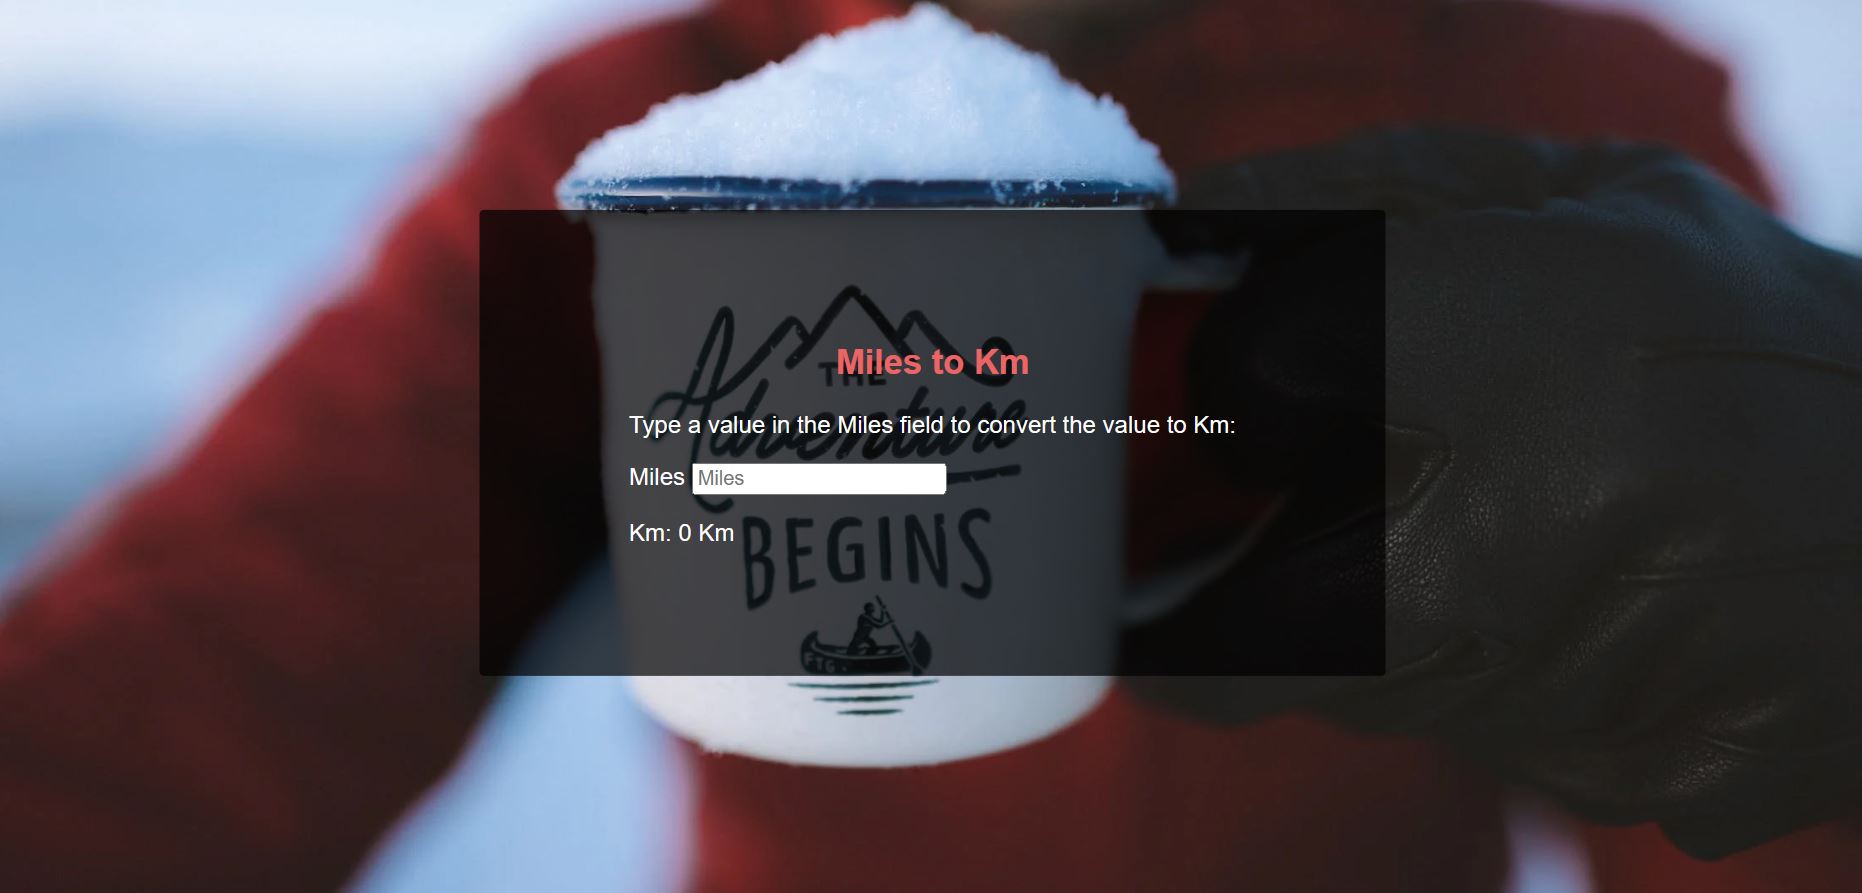 Miles to Km
THE
Adventure
Type a value in the Miles field to convert the value to Km:
Miles Miles
BEGINS
Km: 0 Km
FTG.